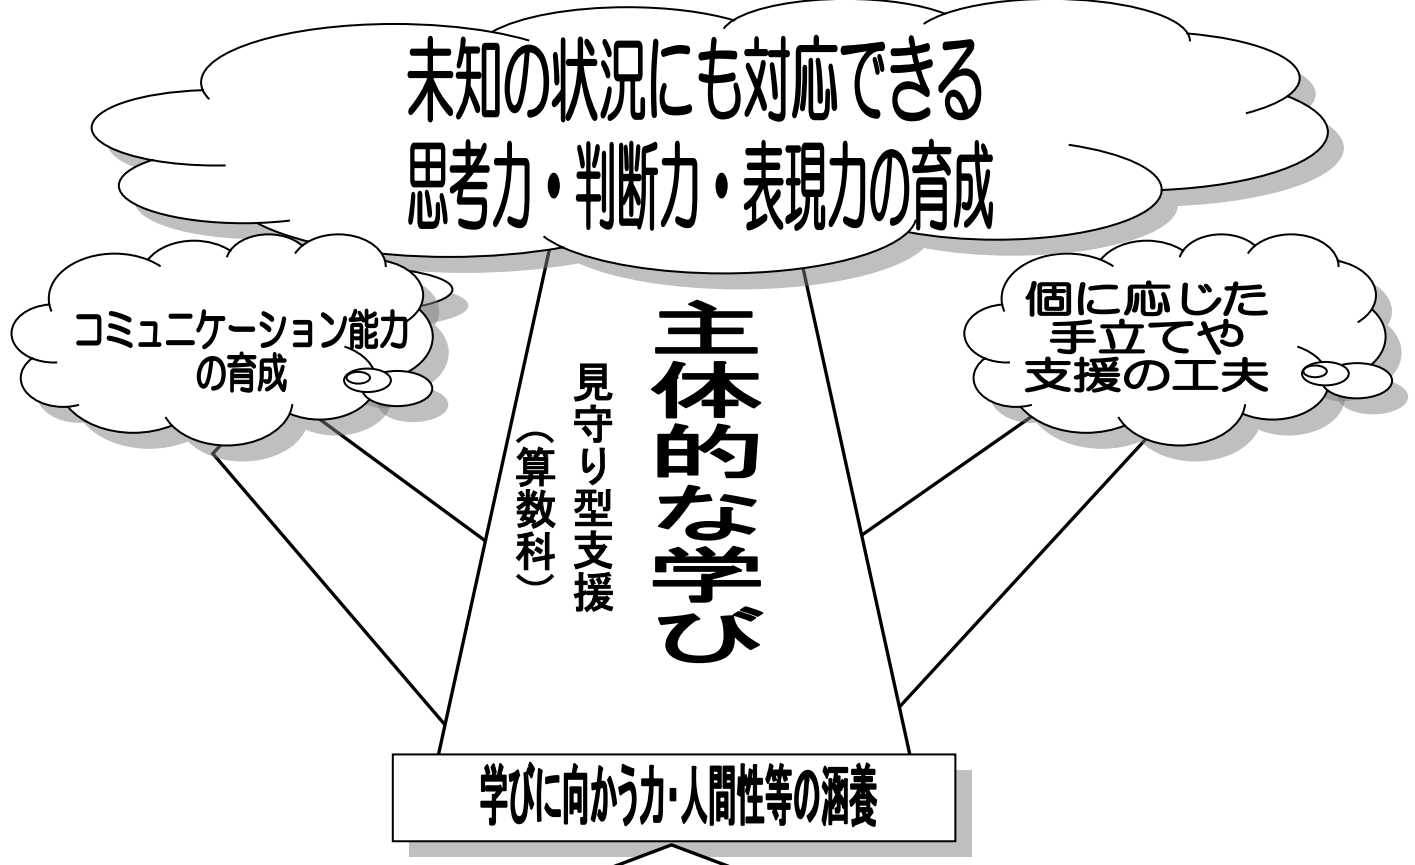 未知の状況にも対応できる
思考力・判断力・表現力の育成
コミュニケーション能力
の育成
個に応じた
手立てや
支援の工夫
主体的な学び
見守り型支援
（算数科）
学びに向かう力・人間性等の涵養